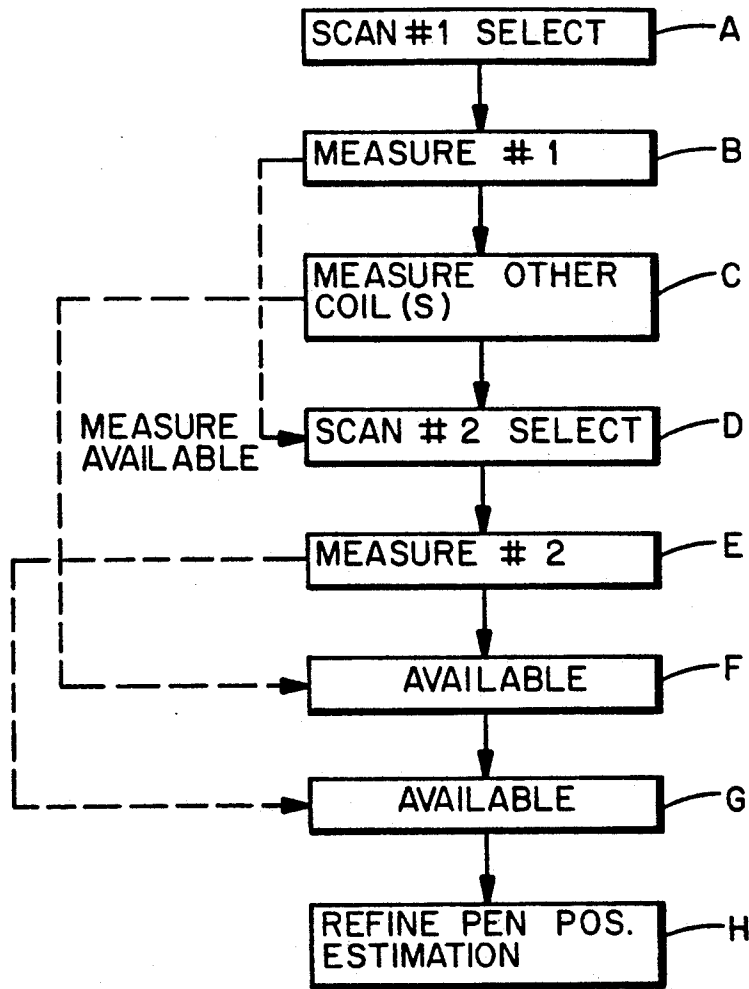 SCAN #1 SELECT
A
MEASURE # 1
B
MEASURE OTHER
COIL(S)
C
MEASURE
AVAILABLE
SCAN # 2 SELECT
D
MEASURE # 2
E
AVAILABLE
F
AVAILABLE
G
REFINE PEN POS.
ESTIMATION
H